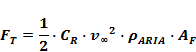 F_T = 1/2 · C_R · v_∞² · ρ_ARIA · A_F